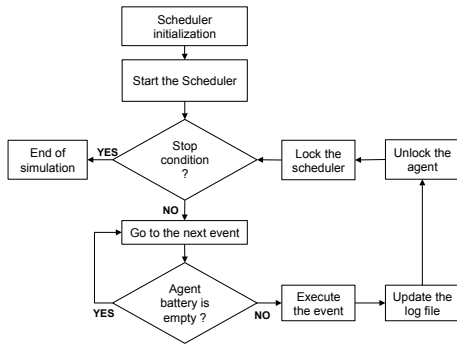 Scheduler
initialization
Start the Scheduler
Stop
condition
?
YES
End of
simulation
Lock the
scheduler
Unlock the
agent
NO
Go to the next event
Agent
battery is
empty ?
YES
NO
Execute
the event
Update the
log file